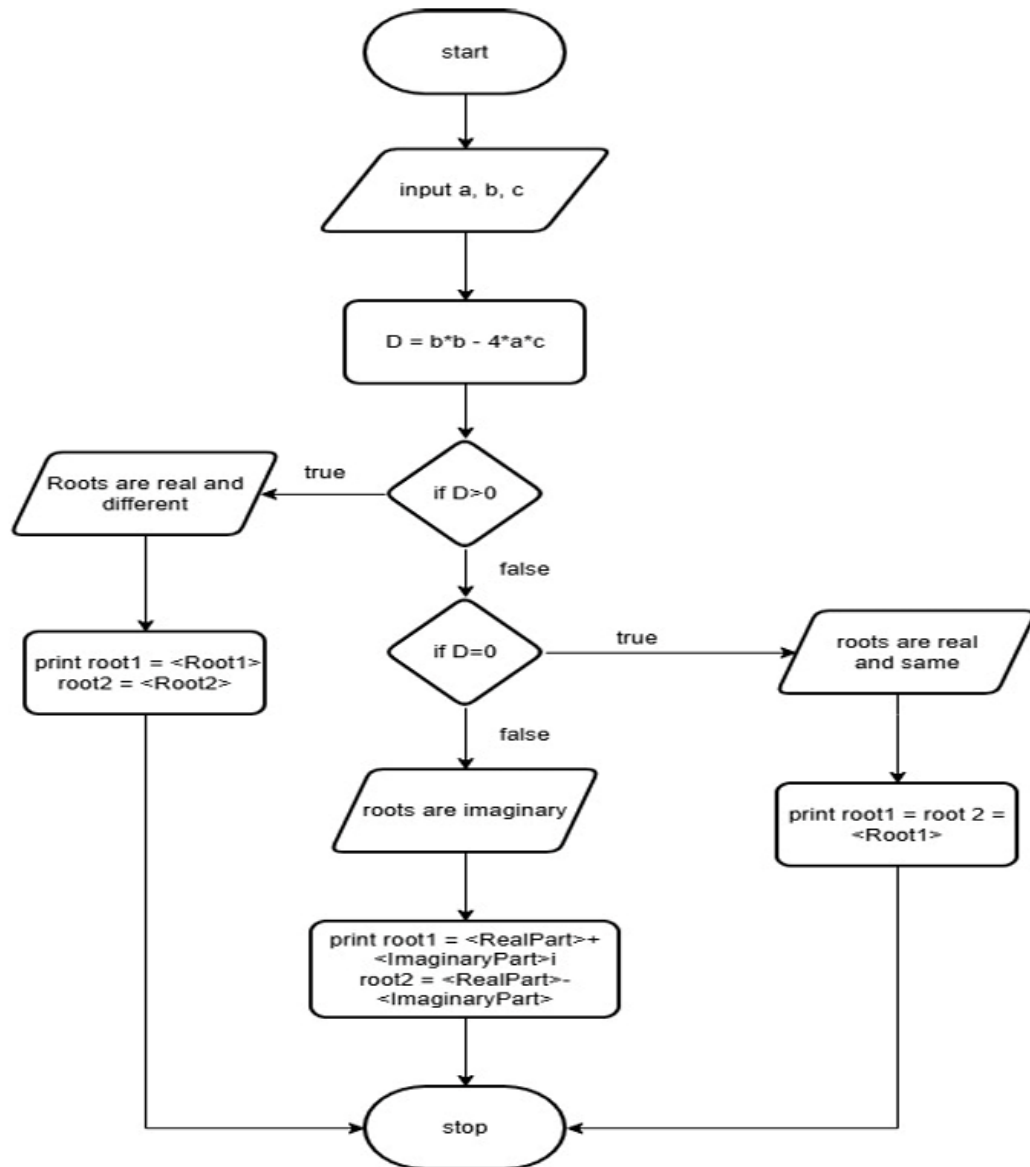 start
input a, b, c
D = b*b - 4*a*c
if D>0
true
Roots are real and
different
print root1 = <Root1>
root2 = <Root2>
false
if D=0
true
roots are real
and same
print root1 = root 2 =
<Root1>
false
roots are imaginary
print root1 = <RealPart>+
<ImaginaryPart>i
root2 = <RealPart>-
<ImaginaryPart>
stop